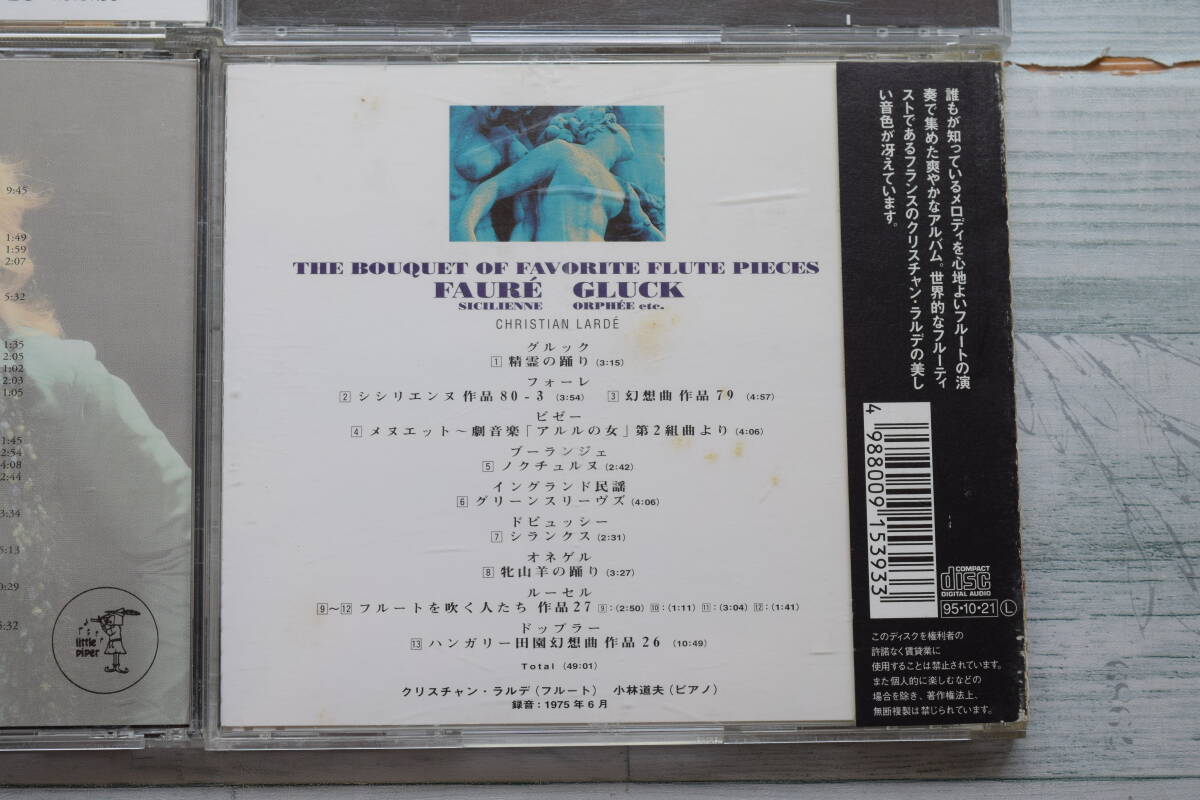 9:45
1:49
1:59
2:07
5:32
1:35
2:05
1:02
2:03
1:05
1:45
2:54
4:08
2:44
3:34
5:13
0:29
5:32
little piper
THE BOUQUET OF FAVORITE FLUTE PIECES
FAURÉ GLUCK
SICILIENNE ORPHÉE etc.
CHRISTIAN LARDÉ
グルック
1 精霊の踊り (3:15)
フォーレ
2 シシリエンヌ 作品 80-3 (3:54) 3 幻想曲 作品 79 (4:57)
ビゼー
4 メヌエット～劇音楽「アルルの女」第2組曲より (4:06)
ブーランジェ
5 ノクチュルヌ (2:42)
イングランド民謡
6 グリーンスリーヴズ (4:06)
ドビュッシー
7 シランクス (2:31)
オネゲル
8 牝山羊の踊り (3:27)
ルーセル
9～12 フルートを吹く人たち 作品 27 9:(2:50) 10:(1:11) 11:(3:04) 12:(1:41)
ドップラー
13 ハンガリー田園幻想曲 作品 26 (10:49)
Total (49:01)
クリスチャン・ラルデ(フルート) 小林道夫(ピアノ)
録音：1975年6月
誰もが知っているメロディを心地よいフルートの演
奏で集めた爽やかなアルバム。世界的なフルーティ
ストであるフランスのクリスチャン・ラルデの美し
い音色が冴えています。
4 988009 153933
COMPACT
disc
DIGITAL AUDIO
95・10・21 L
このディスクを権利者の
許諾なく賃貸業に
使用することは禁止されています。
また個人的に楽しむなどの
場合を除き、著作権法上、
無断複製は禁じられています。